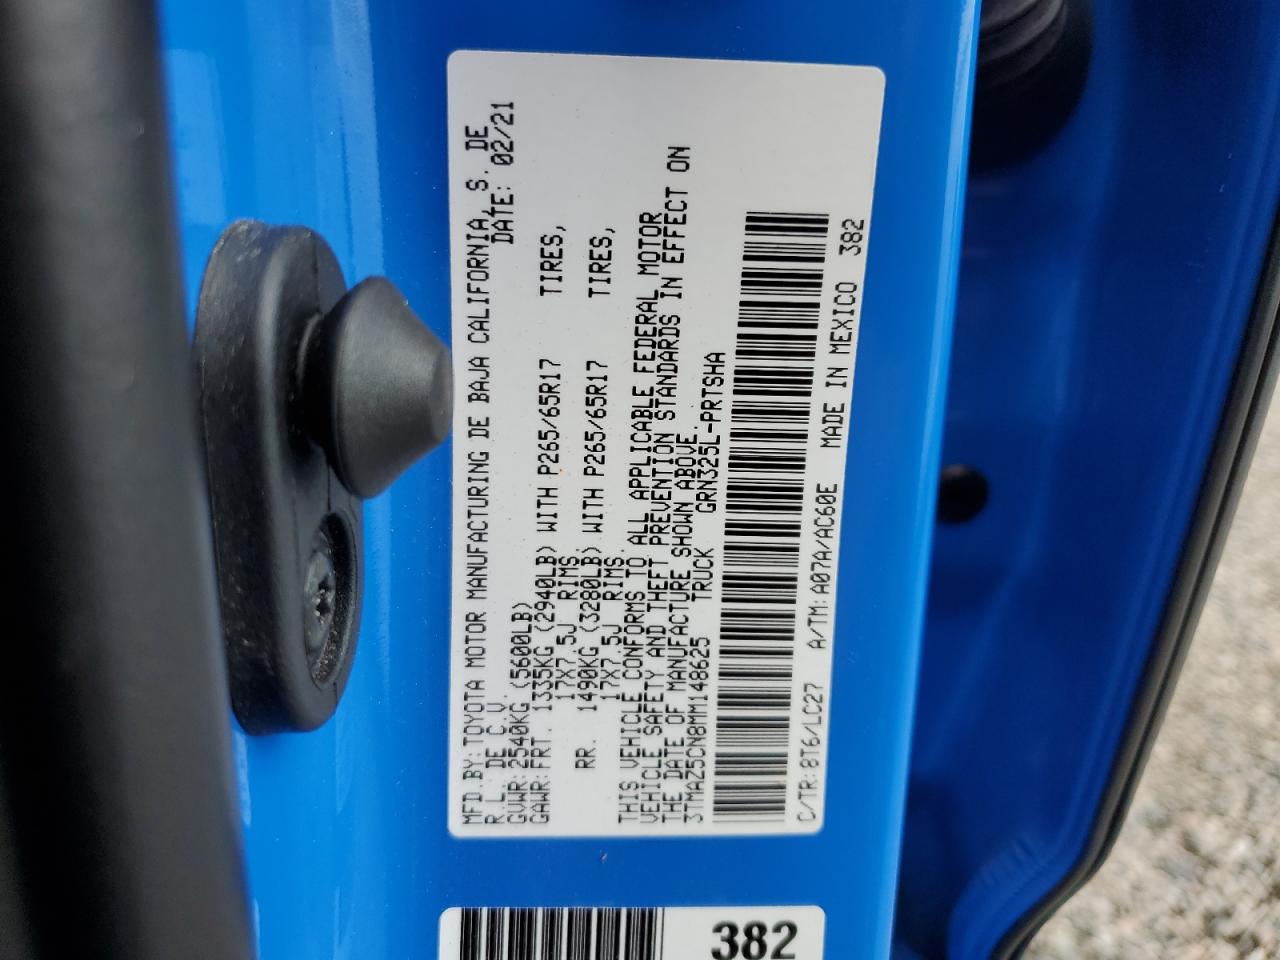 MFD.BY:TOYOTA MOTOR MANUFACTURING DE BAJA CALIFORNIA, S. DE
R.L. DE C.V. DATE: 02/21
GVWR:2540KG (5600LB)
GAWR:FRT. 1335KG (2940LB) WITH P265/65R17 TIRES,
17X7.5J RIMS
RR. 1490KG (3280LB) WITH P265/65R17 TIRES,
17X7.5J RIMS.
THIS VEHICLE CONFORMS TO ALL APPLICABLE FEDERAL MOTOR
VEHICLE SAFETY AND THEFT PREVENTION STANDARDS IN EFFECT ON
THE DATE OF MANUFACTURE SHOWN ABOVE.
3TMAZ5CN8MM148625 TRUCK GRN325L-PRTSHA
C/TR:8T6/LC27 A/TM:A07A/AC60E MADE IN MEXICO 382
382